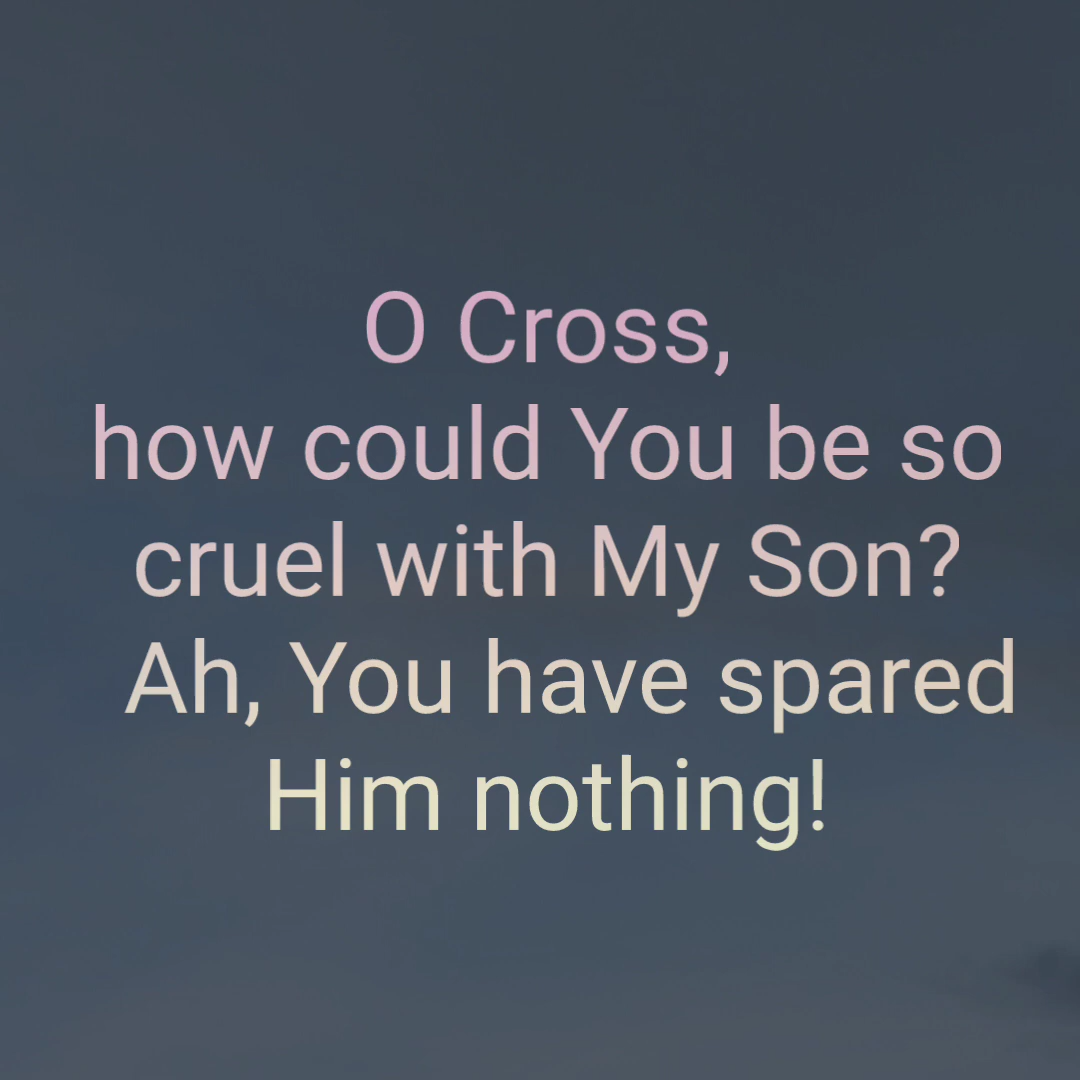 O Cross,
how could You be so
cruel with My Son?
Ah, You have spared
Him nothing!